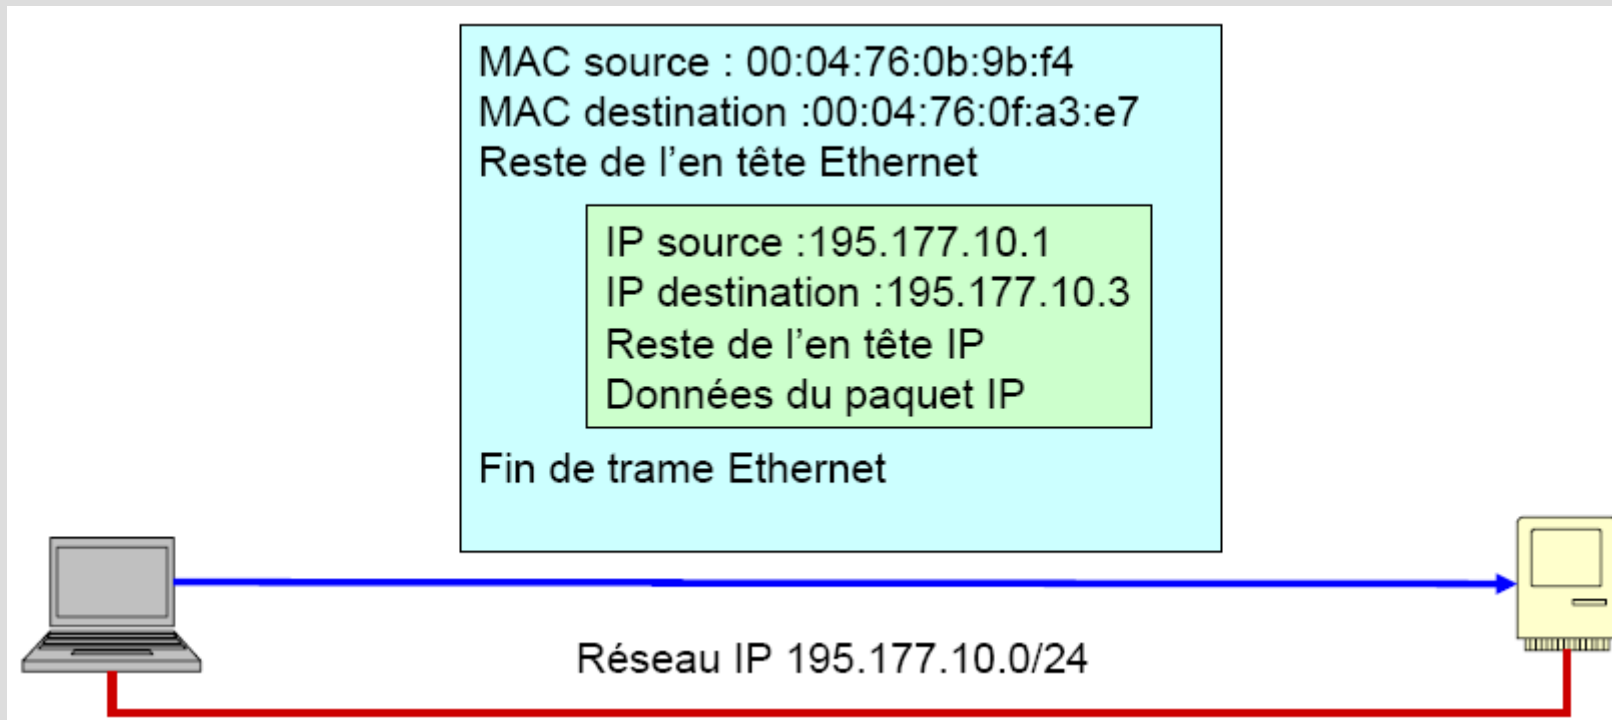 MAC source : 00:04:76:0b:9b:f4
MAC destination :00:04:76:0f:a3:e7
Reste de l’en tête Ethernet
IP source :195.177.10.1
IP destination :195.177.10.3
Reste de l’en tête IP
Données du paquet IP
Fin de trame Ethernet
Réseau IP 195.177.10.0/24